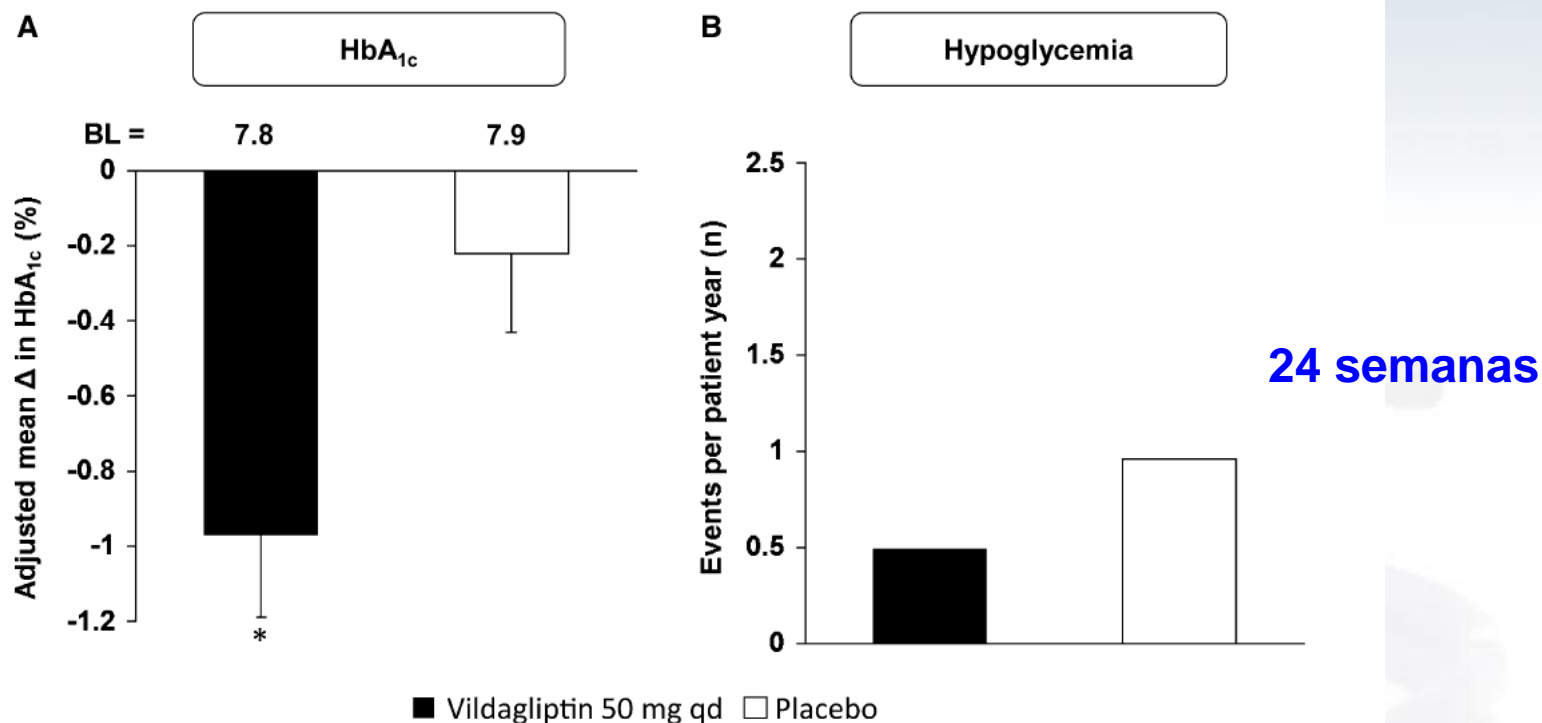 A
HbA1c
BL = 7.8 7.9
0
-0.2
-0.4
-0.6
-0.8
-1
-1.2
Adjusted mean Δ in HbA1c (%)
*
B
Hypoglycemia
2.5
2
1.5
1
0.5
0
Events per patient year (n)
24 semanas
Vildagliptin 50 mg qd Placebo